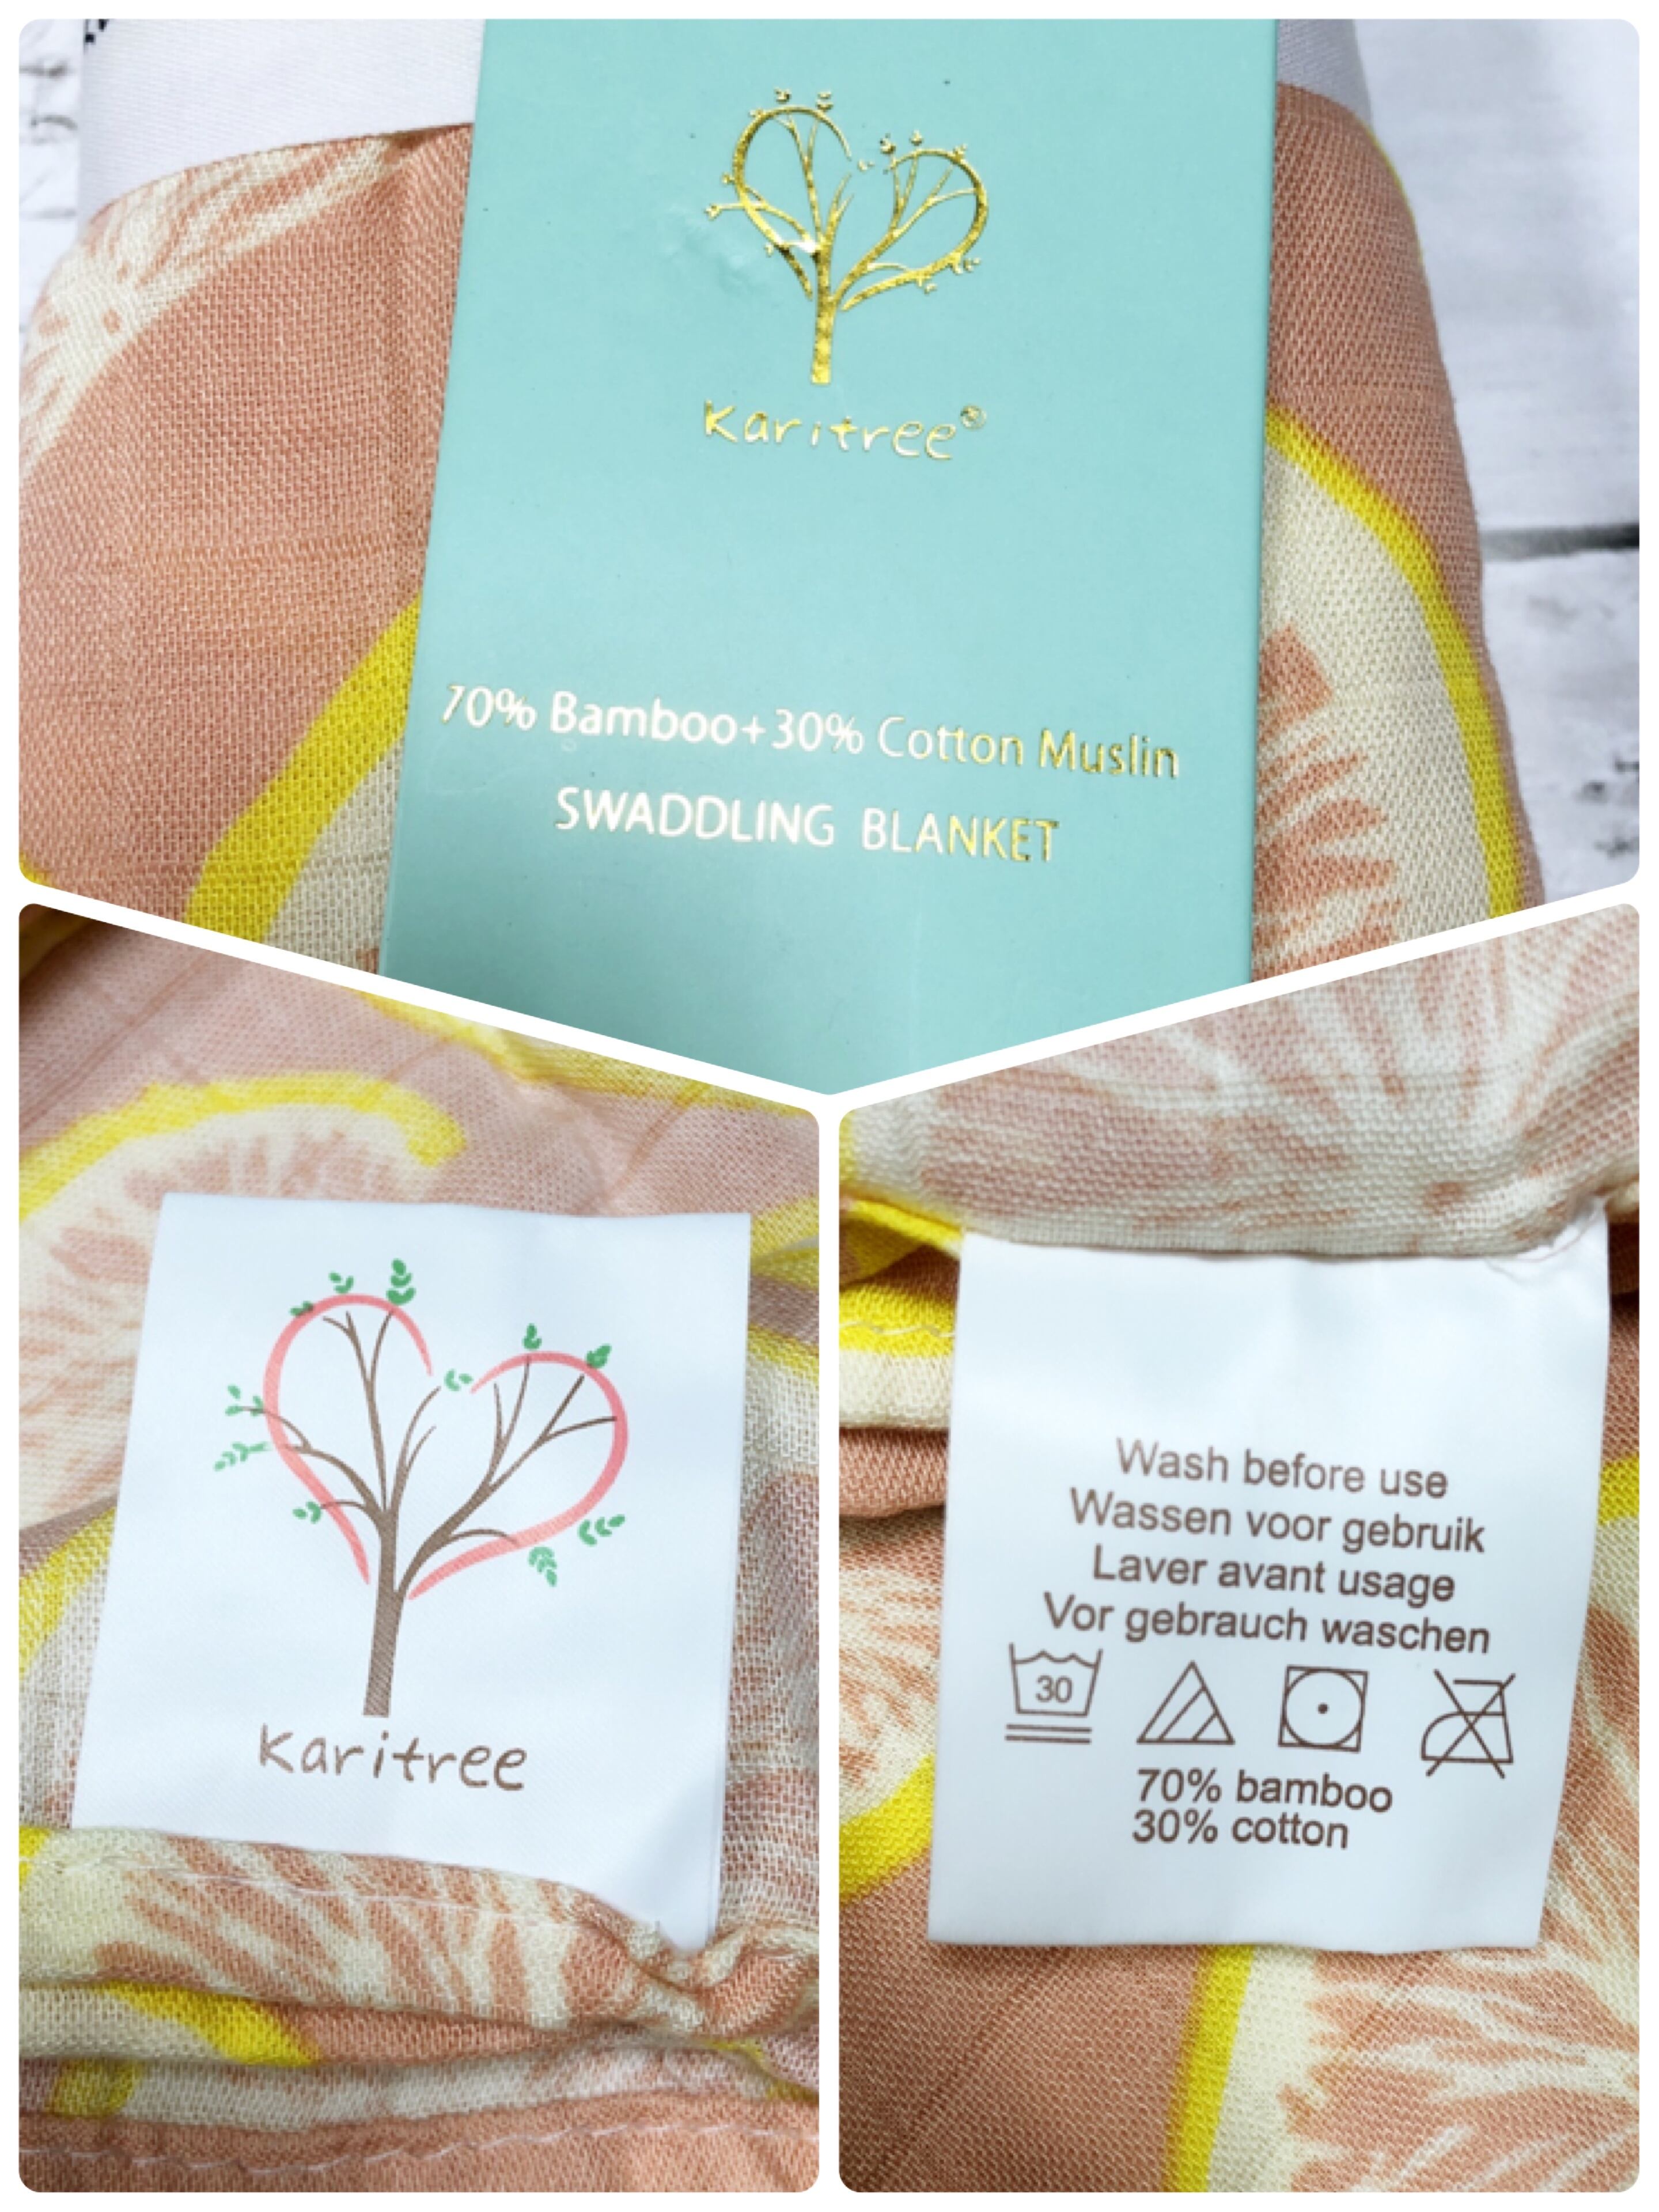 Karitree®
70% Bamboo+30% Cotton Muslin
SWADDLING BLANKET
Karitree
Wash before use
Wassen voor gebruik
Laver avant usage
Vor gebrauch waschen
30
70% bamboo
30% cotton